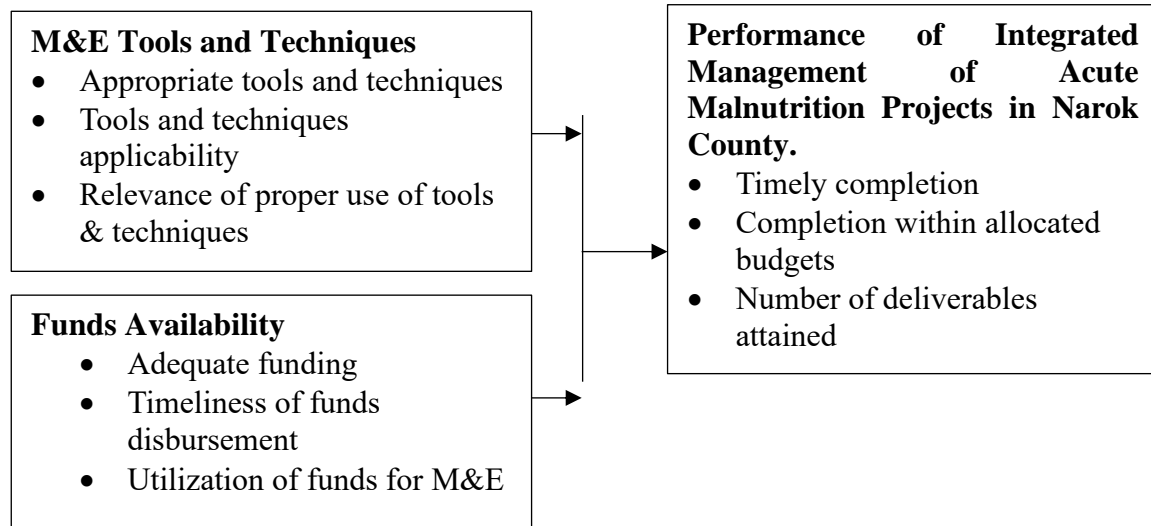 M&E Tools and Techniques
• Appropriate tools and techniques
• Tools and techniques
applicability
• Relevance of proper use of tools
& techniques
Funds Availability
• Adequate funding
• Timeliness of funds
disbursement
• Utilization of funds for M&E
Performance of Integrated
Management of Acute
Malnutrition Projects in Narok
County.
• Timely completion
• Completion within allocated
budgets
• Number of deliverables
attained